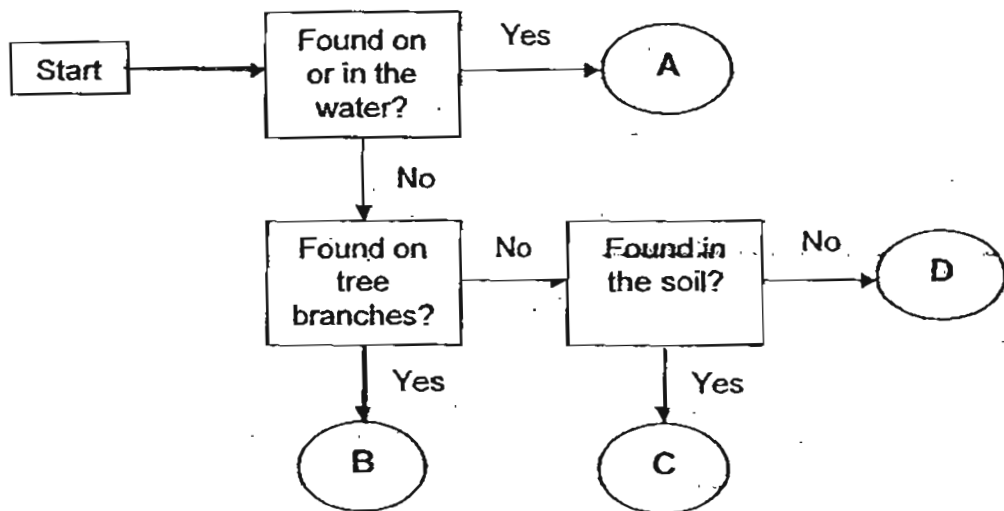 Start
Found on
or in the
water?
Yes
A
No
Found on
tree
branches?
No
Found in
the soil?
No
D
Yes
B
Yes
C